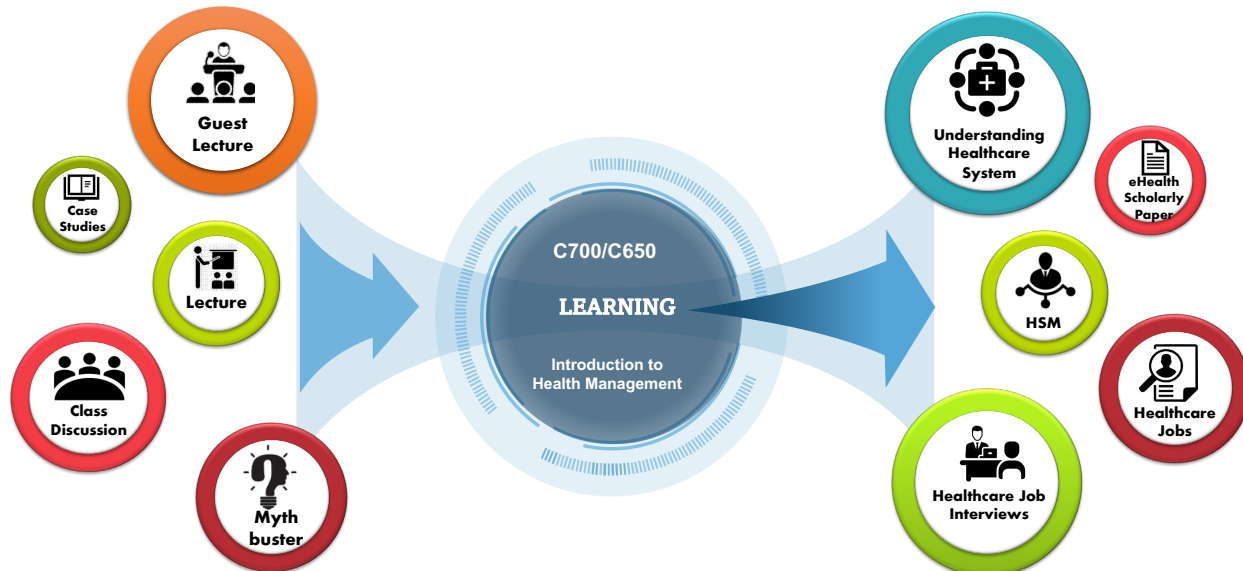 Guest
Lecture
Case
Studies
Lecture
Class
Discussion
Myth
buster
C700/C650
LEARNING
Introduction to
Health Management
Understanding
Healthcare
System
eHealth
Scholarly
Paper
HSM
Healthcare
Jobs
Healthcare Job
Interviews